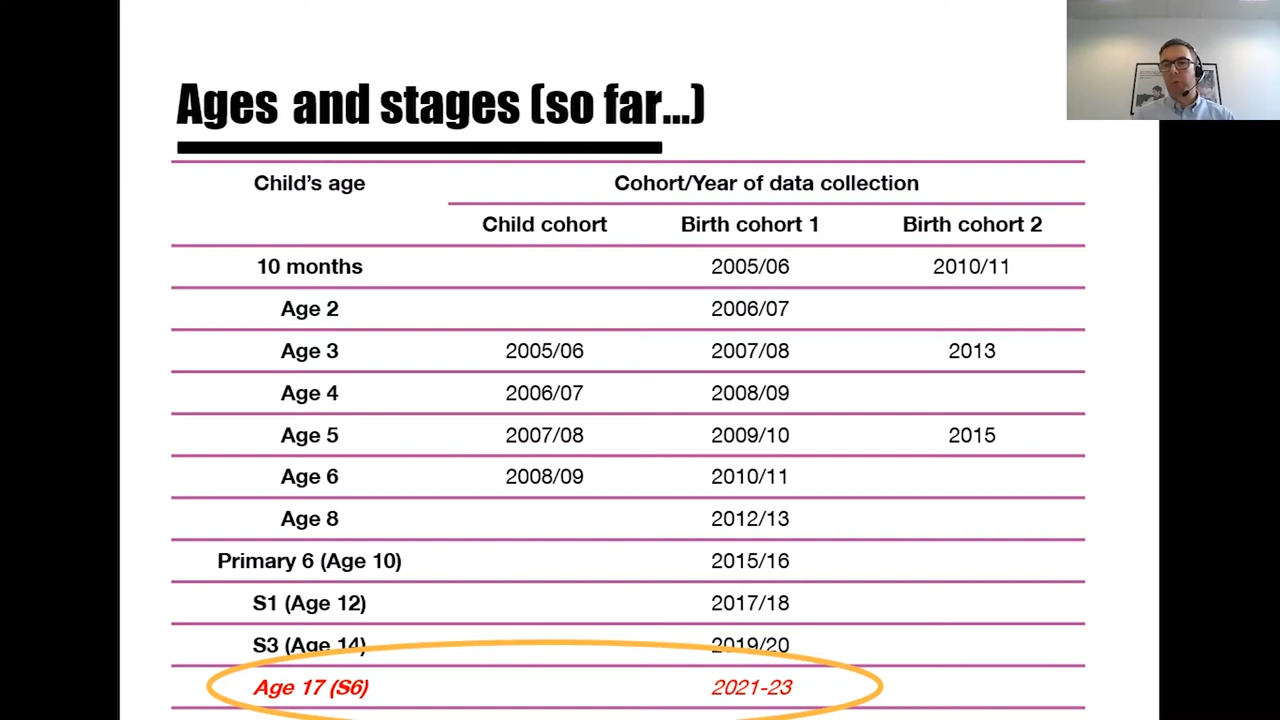 Ages and stages (so far...)
Child's age Cohort/Year of data collection
Child cohort Birth cohort 1 Birth cohort 2
10 months 2005/06 2010/11
Age 2 2006/07
Age 3 2005/06 2007/08 2013
Age 4 2006/07 2008/09
Age 5 2007/08 2009/10 2015
Age 6 2008/09 2010/11
Age 8 2012/13
Primary 6 (Age 10) 2015/16
S1 (Age 12) 2017/18
S3 (Age 14) 2019/20
Age 17 (S6) 2021-23